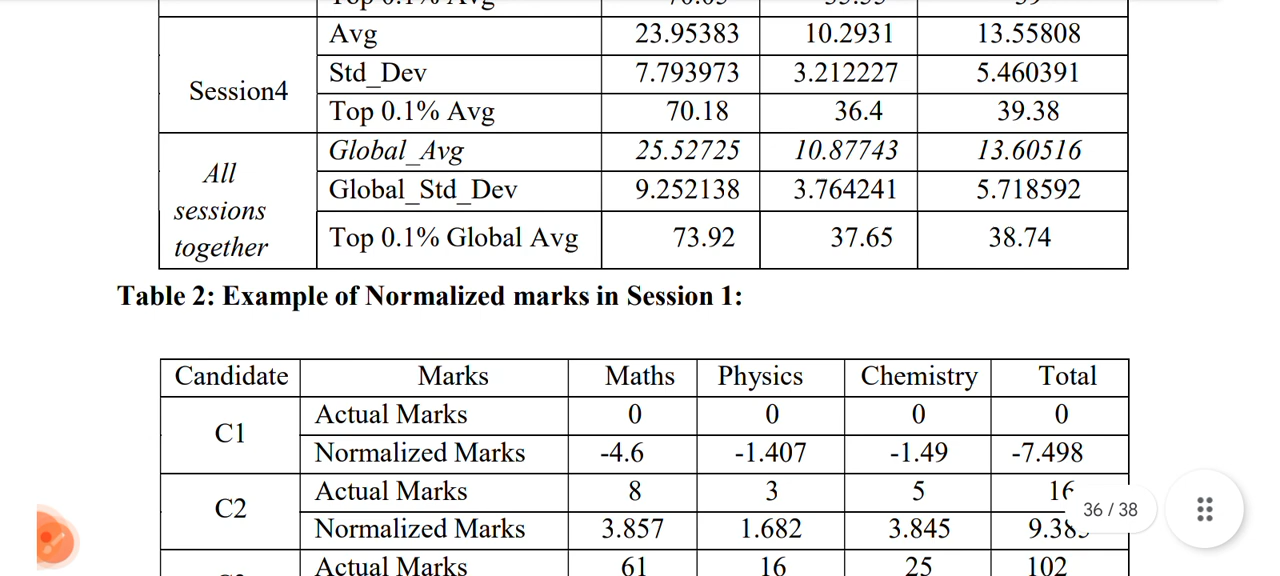 Avg 23.95383 10.2931 13.55808
Session4 Std_Dev 7.793973 3.212227 5.460391
Top 0.1% Avg 70.18 36.4 39.38
Global_Avg 25.52725 10.87743 13.60516
All sessions together Global_Std_Dev 9.252138 3.764241 5.718592
Top 0.1% Global Avg 73.92 37.65 38.74
Table 2: Example of Normalized marks in Session 1:
Candidate Marks Maths Physics Chemistry Total
C1 Actual Marks 0 0 0 0
Normalized Marks -4.6 -1.407 -1.49 -7.498
C2 Actual Marks 8 3 5 16
36 / 38
Normalized Marks 3.857 1.682 3.845
Actual Marks 61 16 25 102